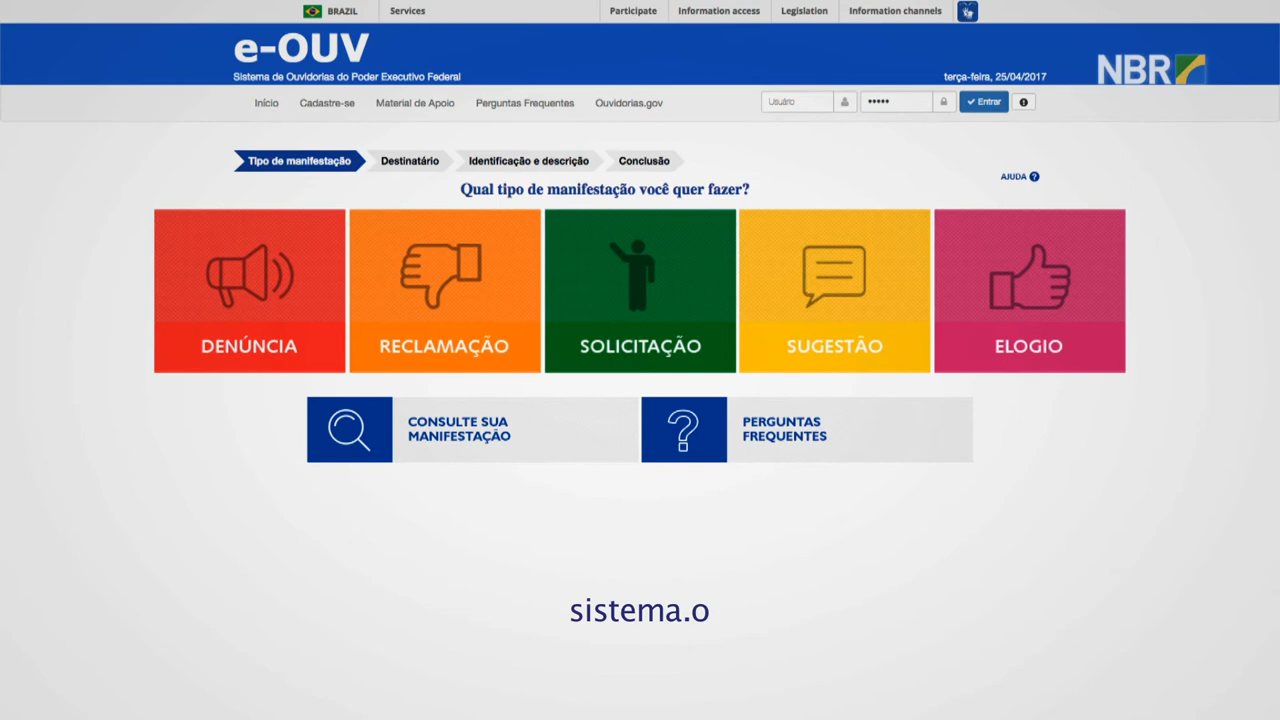 BRAZIL Services Participate Information access Legislation Information channels
e-OUV
Sistema de Ouvidorias do Poder Executivo Federal
terça-feira, 25/04/2017
NBR
Início Cadastre-se Material de Apoio Perguntas Frequentes Ouvidorias.gov Usuário ••••• Entrar
Tipo de manifestação Destinatário Identificação e descrição Conclusão
AJUDA ?
Qual tipo de manifestação você quer fazer?
DENÚNCIA RECLAMAÇÃO SOLICITAÇÃO SUGESTÃO ELOGIO
CONSULTE SUA
MANIFESTAÇÃO
PERGUNTAS
FREQUENTES
sistema.o